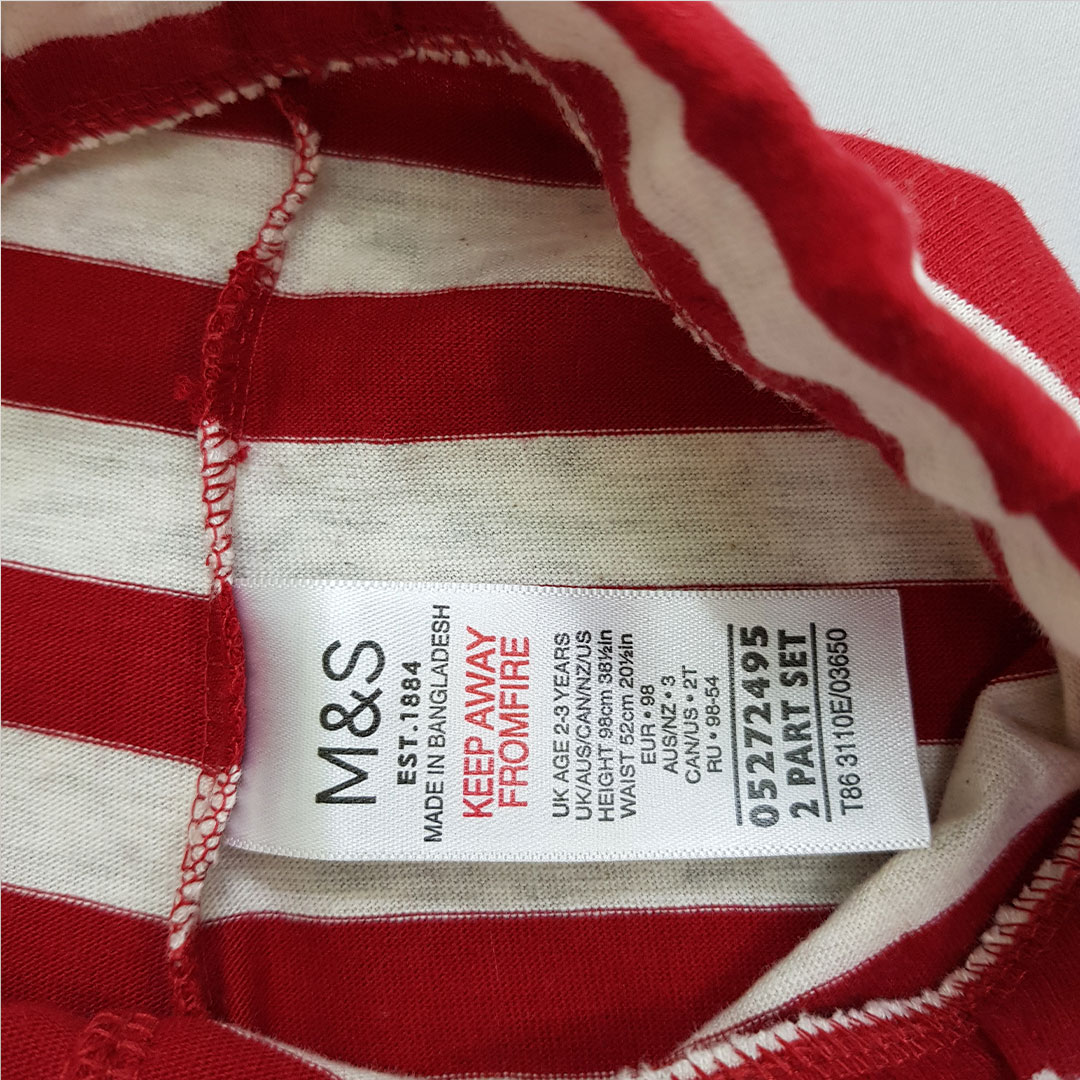 M&S
EST.1884
MADE IN BANGLADESH
KEEP AWAY
FROMFIRE
UK AGE 2-3 YEARS
UK/AUS/CAN/NZ/US
HEIGHT 98cm 38½in
WAIST 52cm 20½in
EUR • 98
AUS/NZ • 3
CAN/US • 2T
RU • 98-54
05272495
2 PART SET
T86 3110E/03650